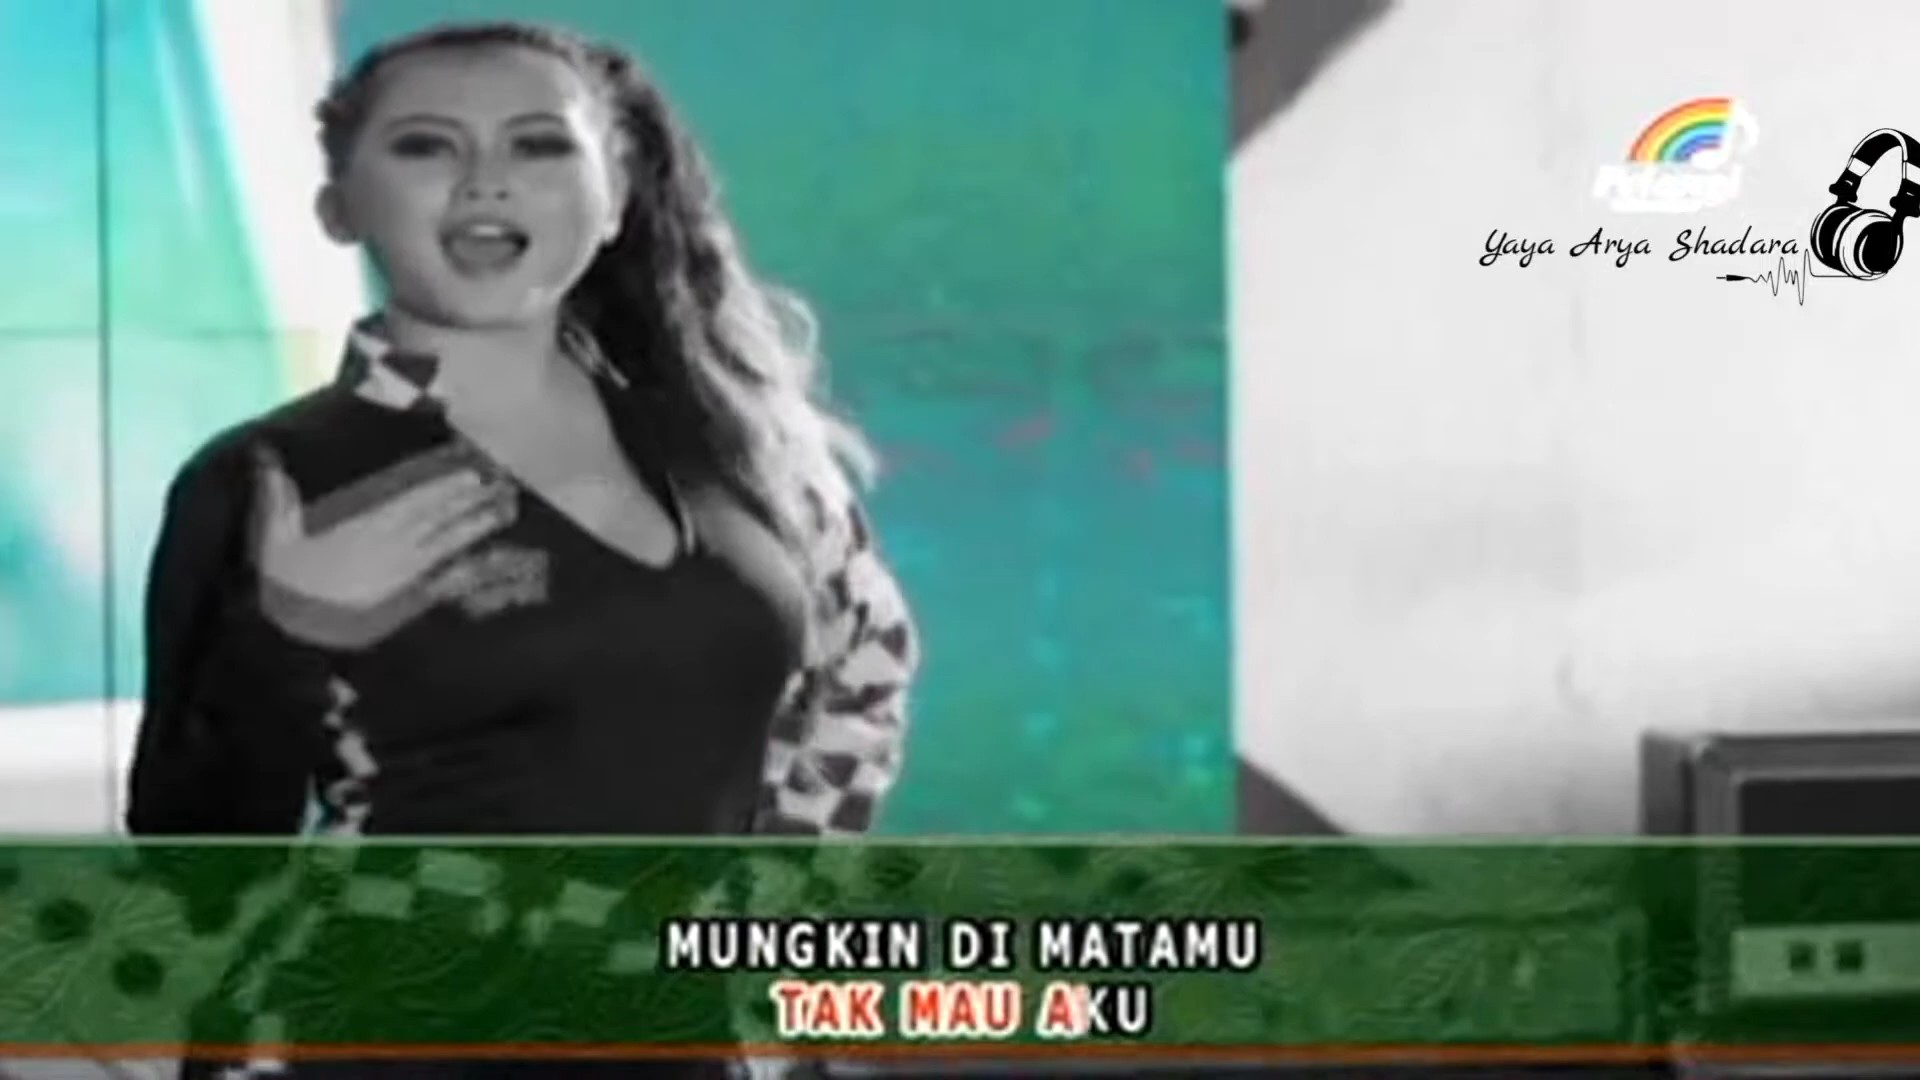 Yaya Arya Shadara
MUNGKIN DI MATAMU
TAK MAU AKU